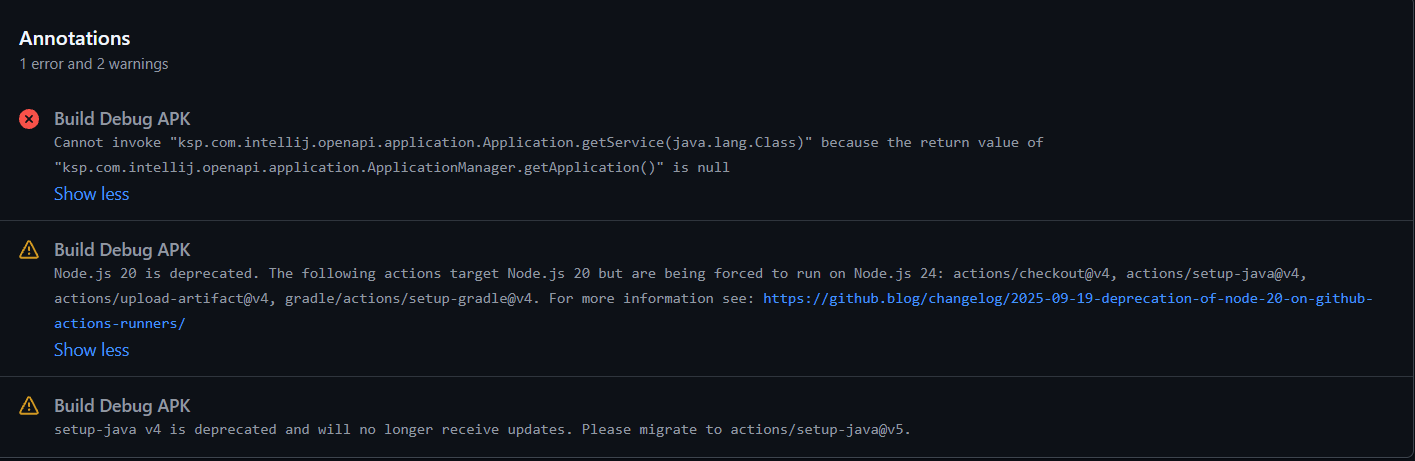 Annotations
1 error and 2 warnings
Build Debug APK
Cannot invoke "ksp.com.intellij.openapi.application.Application.getService(java.lang.Class)" because the return value of
"ksp.com.intellij.openapi.application.ApplicationManager.getApplication()" is null
Show less
Build Debug APK
Node.js 20 is deprecated. The following actions target Node.js 20 but are being forced to run on Node.js 24: actions/checkout@v4, actions/setup-java@v4,
actions/upload-artifact@v4, gradle/actions/setup-gradle@v4. For more information see: https://github.blog/changelog/2025-09-19-deprecation-of-node-20-on-github-
actions-runners/
Show less
Build Debug APK
setup-java v4 is deprecated and will no longer receive updates. Please migrate to actions/setup-java@v5.